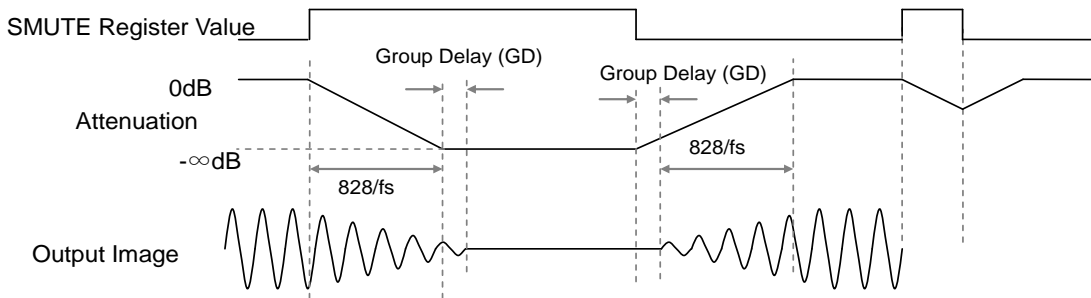 SMUTE Register Value
Group Delay (GD)
Group Delay (GD)
0dB
Attenuation
-∞dB
828/fs
828/fs
Output Image